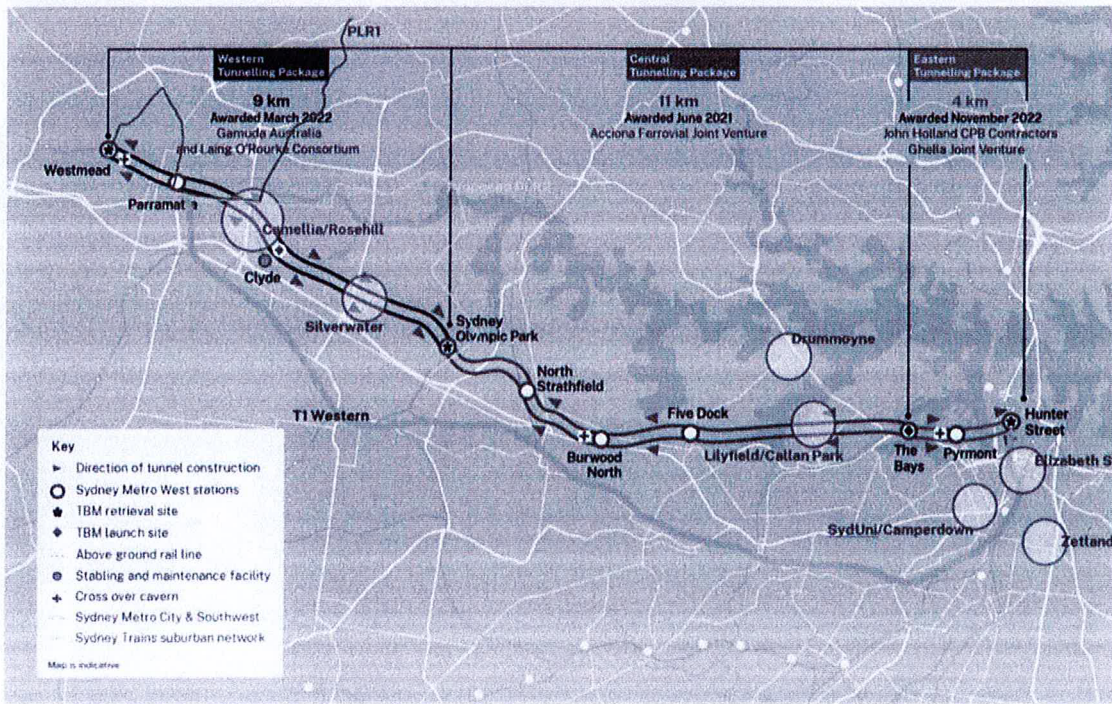 PLR1
Western
Tunnelling Package
9 km
Awarded March 2022
Gamuda Australia
and Laing O'Rourke Consortium
Central
Tunnelling Package
11 km
Awarded June 2021
Acciona Ferrovial Joint Venture
Eastern
Tunnelling Package
4 km
Awarded November 2022
John Holland CPB Contractors
Ghella Joint Venture
Westmead
Parramat a
Camellia/Rosehill
Clyde
Silverwater
Sydney
Olympic Park
North
Strathfield
T1 Western
Burwood
North
Five Dock
Drummoyne
Lilyfield/Callan Park
The
Bays
Pyrmont
Hunter
Street
Elizabeth S
SydUni/Camperdown
Zetland
Key
Direction of tunnel construction
Sydney Metro West stations
TBM retrieval site
TBM launch site
Above ground rail line
Stabling and maintenance facility
Cross over cavern
Sydney Metro City & Southwest
Sydney Trains suburban network
Map is indicative